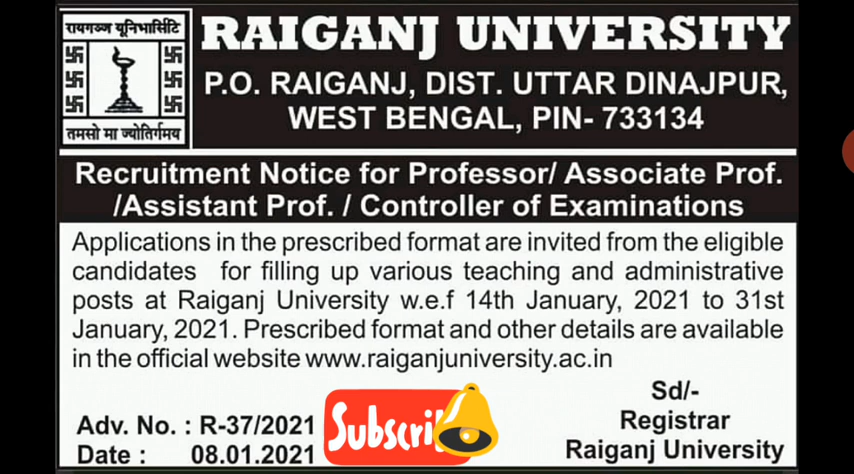 रायगञ्ज यूनिभार्सिटि
तमसो मा ज्योतिर्गमय
RAIGANJ UNIVERSITY
P.O. RAIGANJ, DIST. UTTAR DINAJPUR,
WEST BENGAL, PIN- 733134
Recruitment Notice for Professor/ Associate Prof.
/Assistant Prof. / Controller of Examinations
Applications in the prescribed format are invited from the eligible
candidates for filling up various teaching and administrative
posts at Raiganj University w.e.f 14th January, 2021 to 31st
January, 2021. Prescribed format and other details are available
in the official website www.raiganjuniversity.ac.in
Sd/-
Registrar
Raiganj University
Adv. No. : R-37/2021
Date : 08.01.2021
Subscri